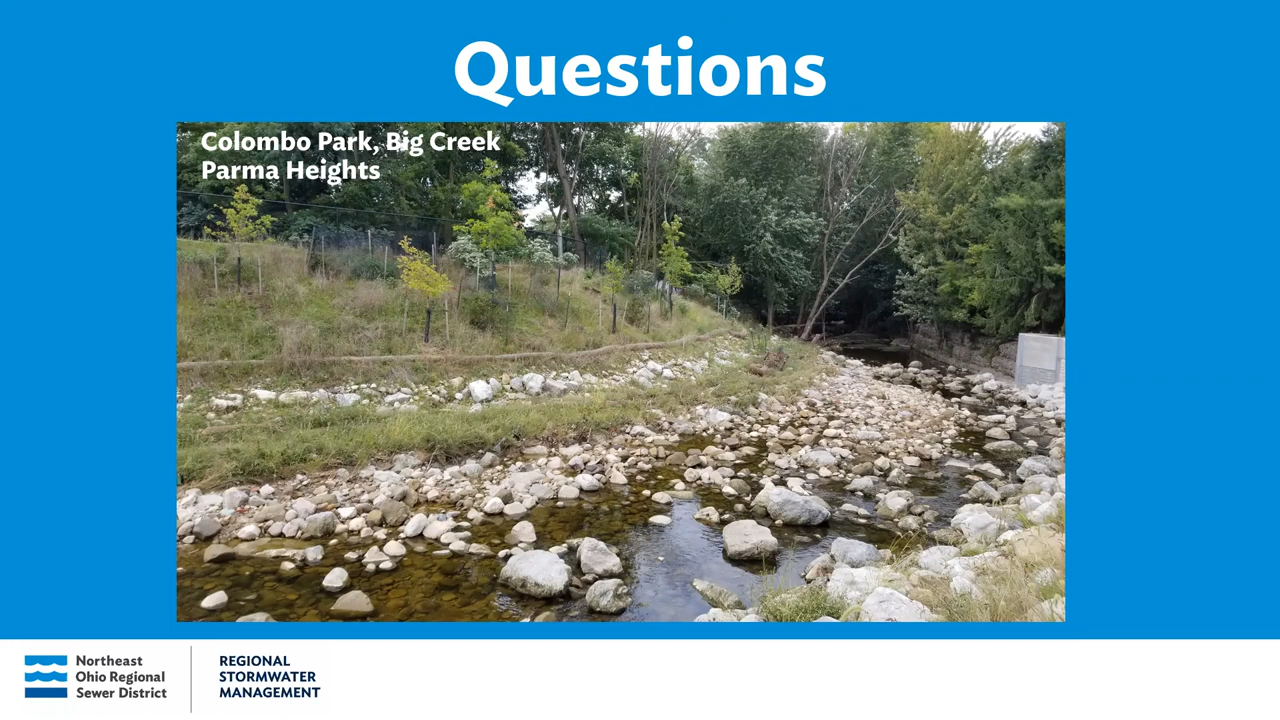 Questions
Colombo Park, Big Creek
Parma Heights
Northeast
Ohio Regional
Sewer District
REGIONAL
STORMWATER
MANAGEMENT